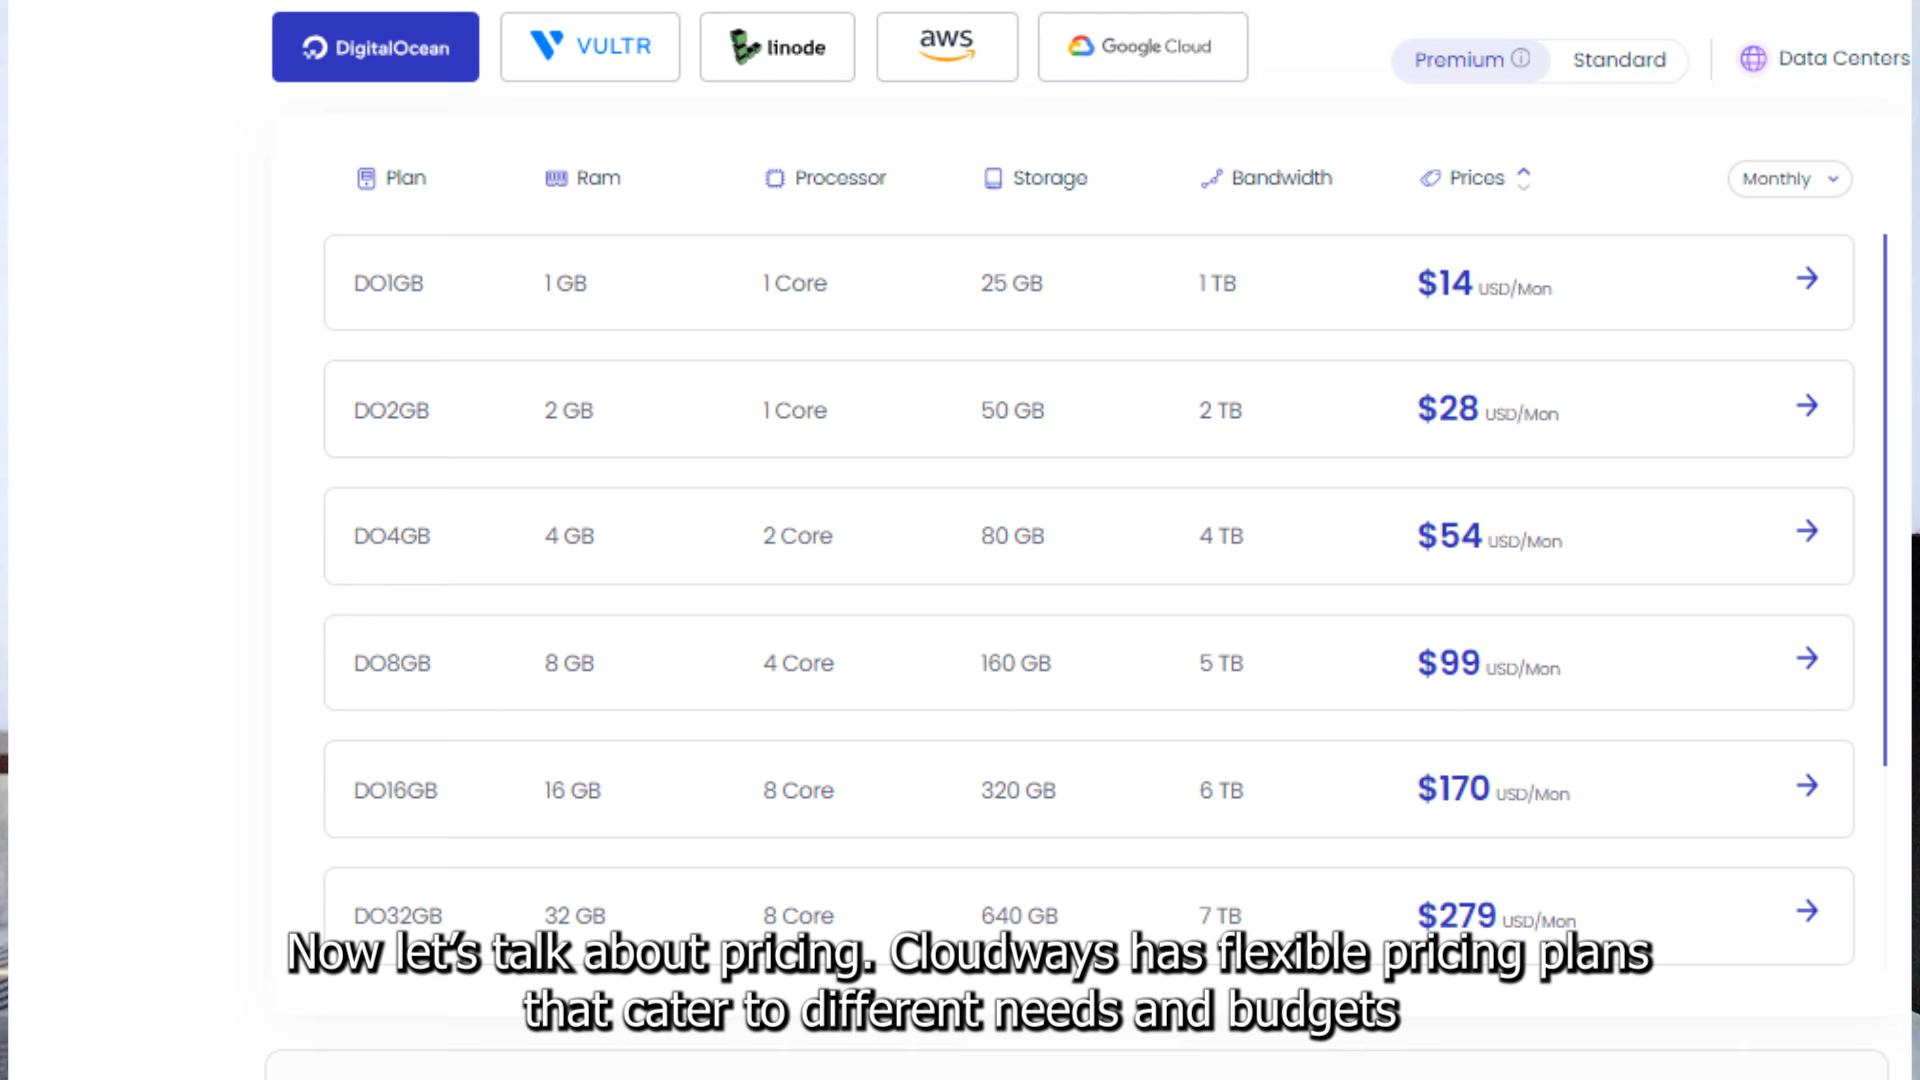 DigitalOcean VULTR linode aws Google Cloud Premium Standard Data Centers
Plan Ram Processor Storage Bandwidth Prices Monthly
DO1GB 1 GB 1 Core 25 GB 1 TB $14 USD/Mon
DO2GB 2 GB 1 Core 50 GB 2 TB $28 USD/Mon
DO4GB 4 GB 2 Core 80 GB 4 TB $54 USD/Mon
DO8GB 8 GB 4 Core 160 GB 5 TB $99 USD/Mon
DO16GB 16 GB 8 Core 320 GB 6 TB $170 USD/Mon
DO32GB 32 GB 8 Core 640 GB 7 TB $279 USD/Mon
Now let's talk about pricing. Cloudways has flexible pricing plans
that cater to different needs and budgets